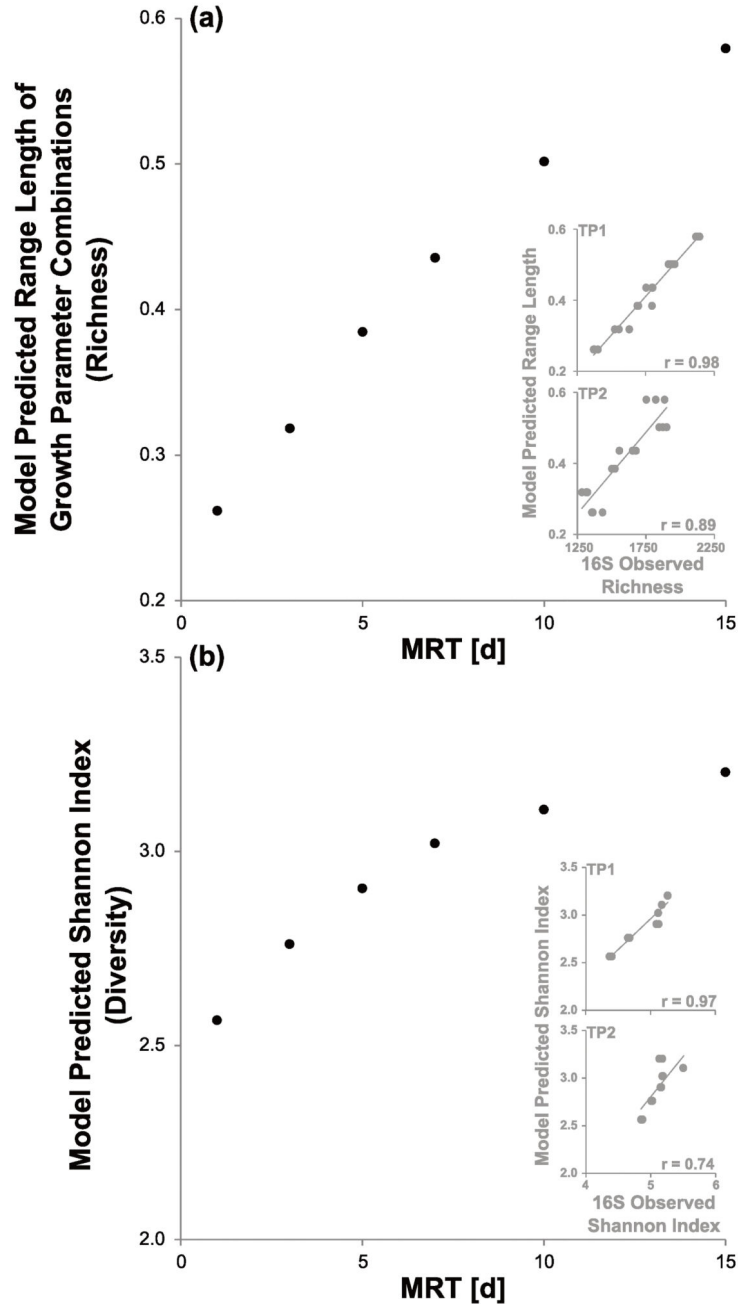 (a)
Model Predicted Range Length of
Growth Parameter Combinations
(Richness)
0.6
0.5
0.4
0.3
0.2
0
5
10
15
MRT [d]
Model Predicted Range Length
TP1
0.6
0.4
0.2
r = 0.98
TP2
0.6
0.4
0.2
r = 0.89
1250
1750
2250
16S Observed
Richness
(b)
Model Predicted Shannon Index
(Diversity)
3.5
3.0
2.5
2.0
0
5
10
15
MRT [d]
Model Predicted Shannon Index
TP1
3.5
3.0
2.5
2.0
r = 0.97
TP2
3.5
3.0
2.5
2.0
r = 0.74
4
5
6
16S Observed
Shannon Index